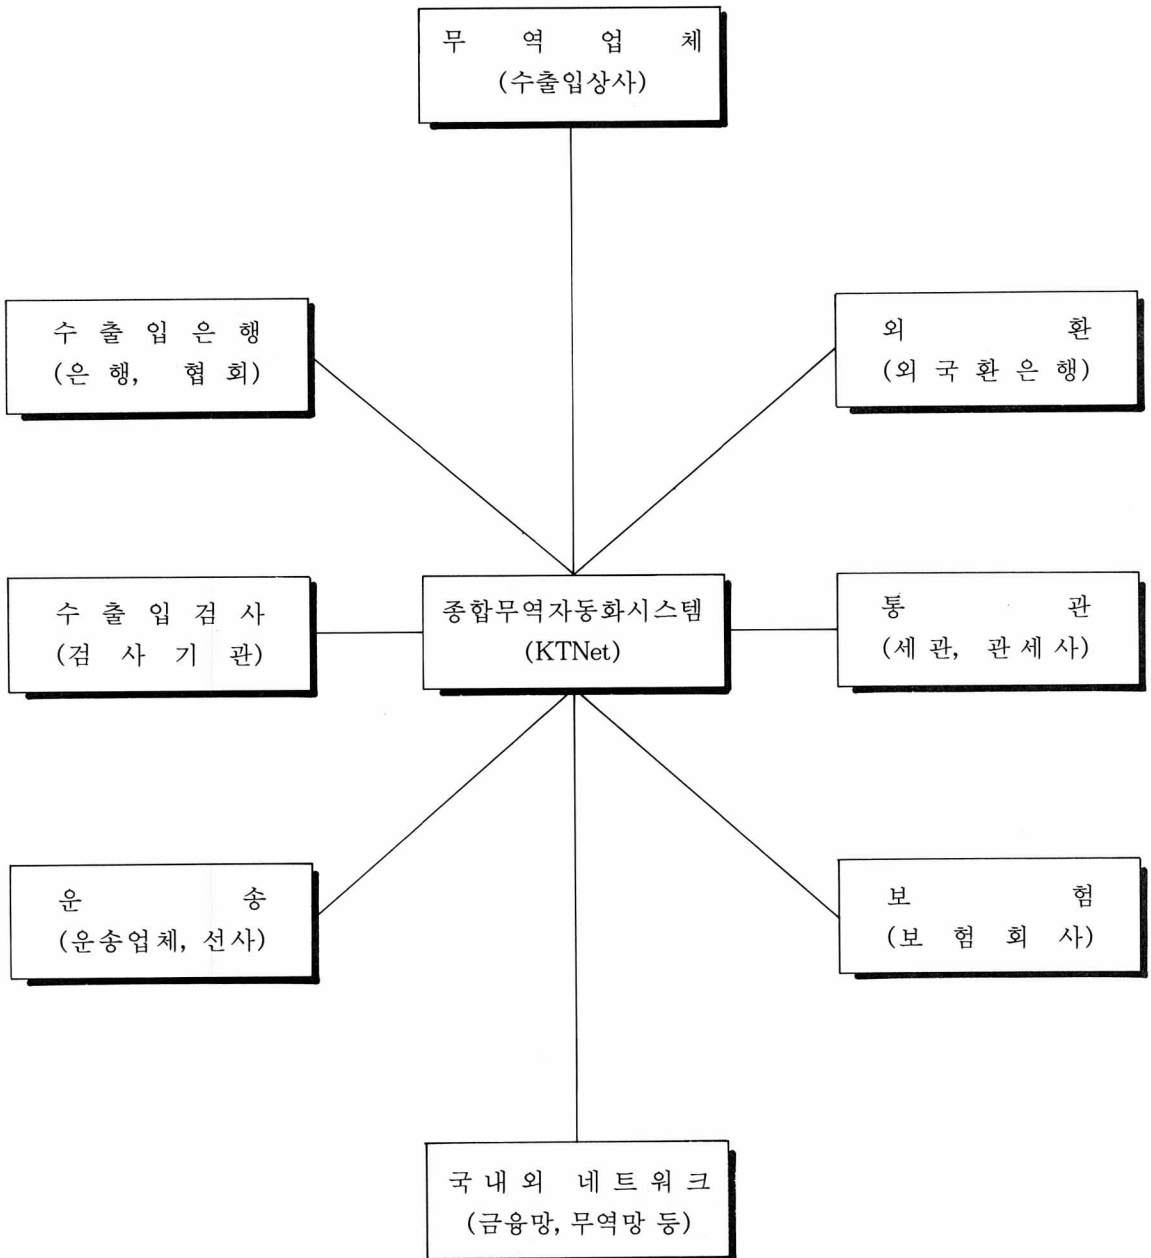 무 역 업 체
(수출입상사)
수 출 입 은 행
(은 행, 협 회)
외 환
(외 국 환 은 행)
수 출 입 검 사
(검 사 기 관)
종합무역자동화시스템
(KTNet)
통 관
(세 관, 관 세 사)
운 송
(운송업체, 선사)
보 험
(보 험 회 사)
국 내 외 네 트 워 크
(금융망, 무역망 등)